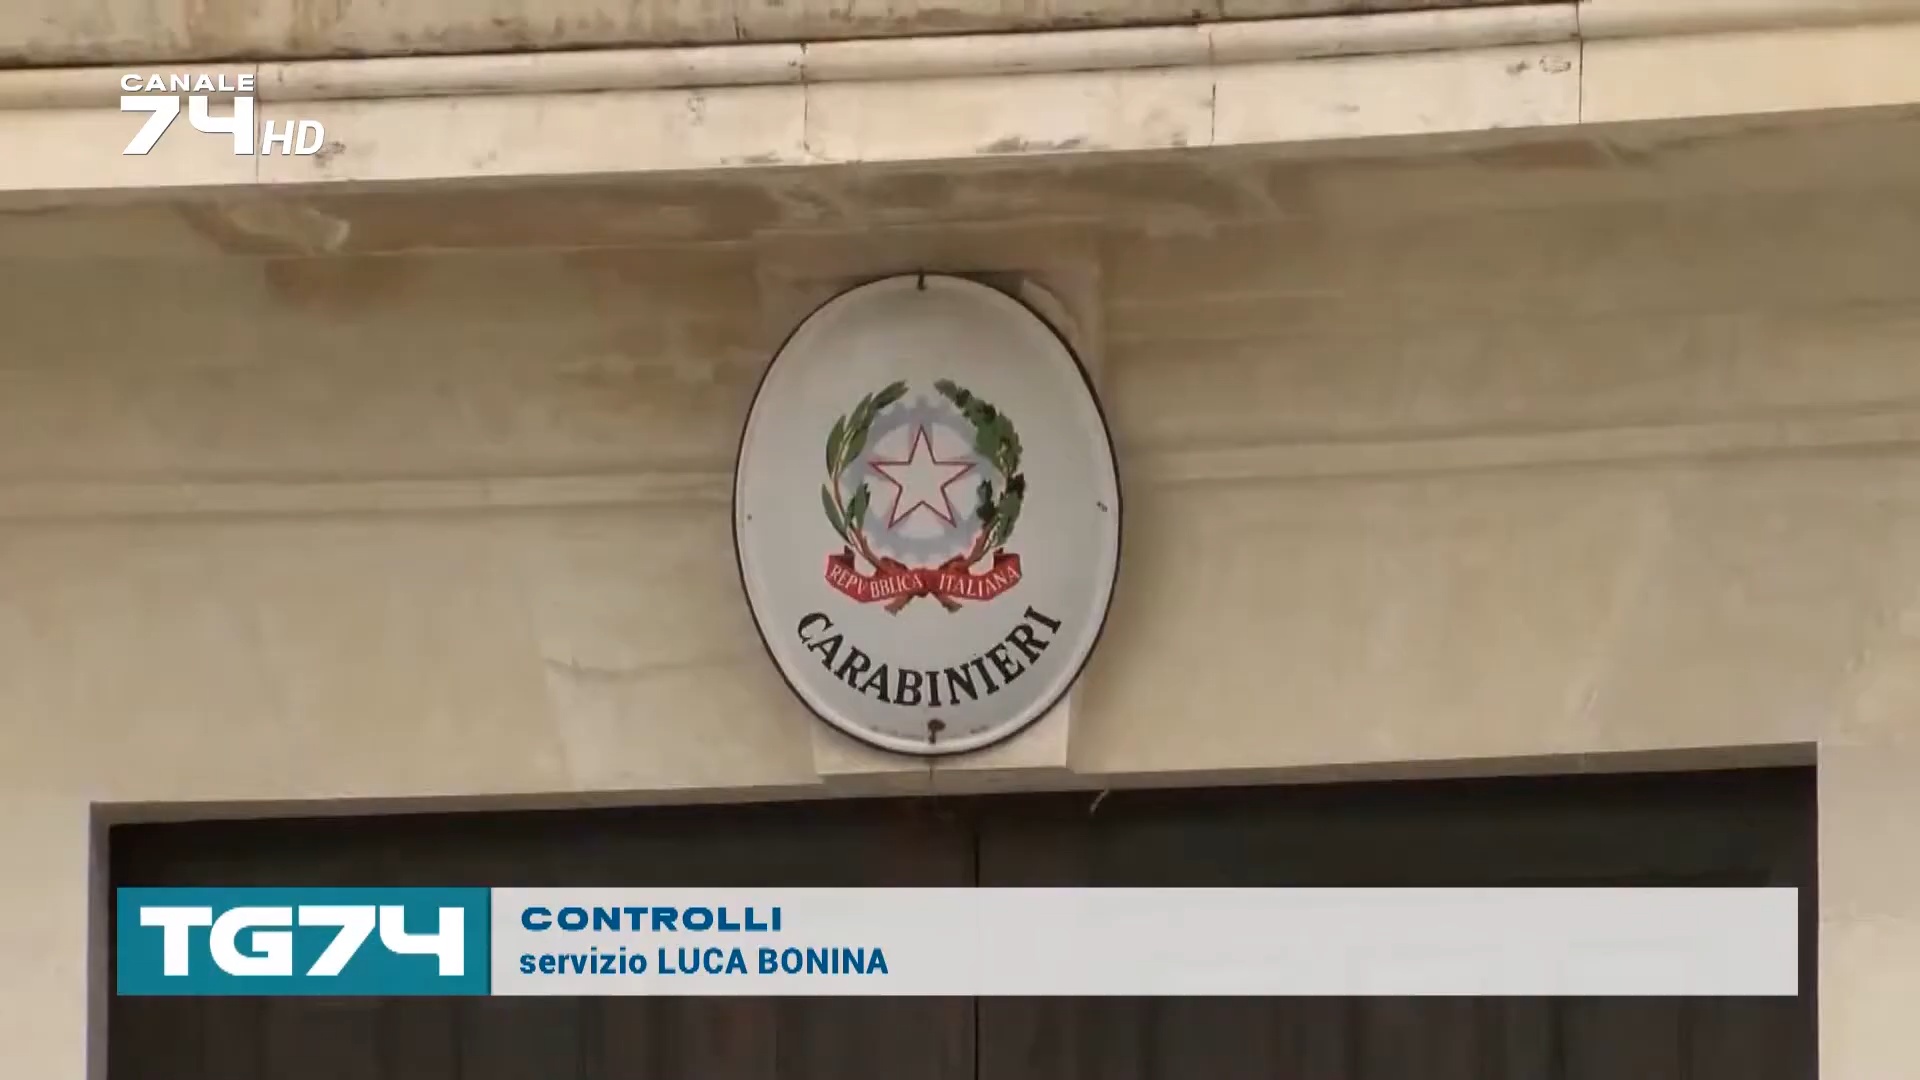 CANALE
74 HD
REPVBBLICA ITALIANA
CARABINIERI
TG74
CONTROLLI
servizio LUCA BONINA